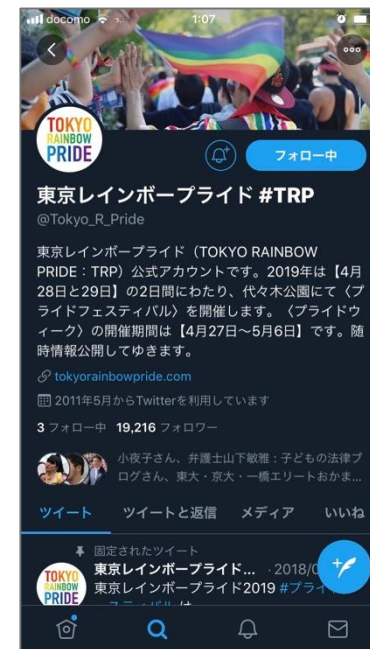 docomo
1:07
TOKYO
RAINBOW
PRIDE
フォロー中
東京レインボープライド #TRP
@Tokyo_R_Pride
東京レインボープライド（TOKYO RAINBOW
PRIDE：TRP）公式アカウントです。2019年は【4月
28日と29日】の2日間にわたり、代々木公園にて〈プ
ライドフェスティバル〉を開催します。〈プライドウ
ィーク〉の開催期間は【4月27日〜5月6日】です。随
時情報公開してゆきます。
tokyorainbowpride.com
2011年5月からTwitterを利用しています
3 フォロー中 19,216 フォロワー
小夜子さん、弁護士山下敏雅：子どもの法律ブ
ログさん、東大・京大・一橋エリートおかま...
ツイート ツイートと返信 メディア いいね
固定されたツイート
東京レインボープライド... · 2018/
東京レインボープライド2019 #プライ
TOKYO
RAINBOW
PRIDE